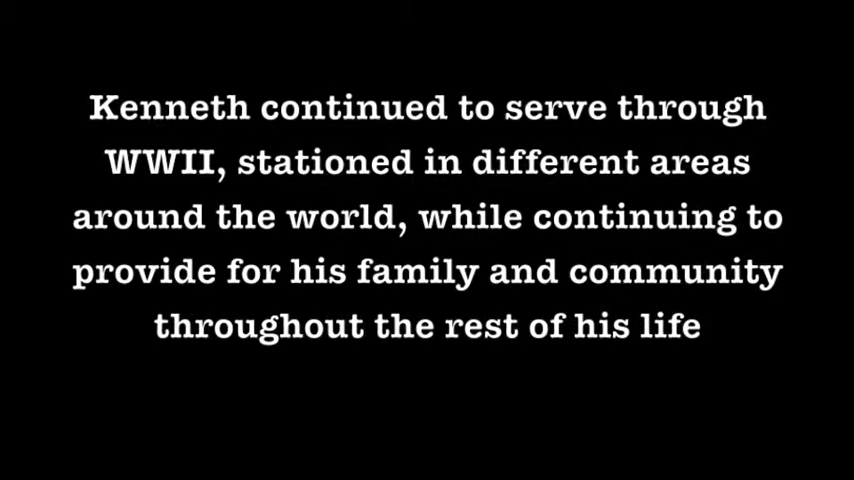 Kenneth continued to serve through
WWII, stationed in different areas
around the world, while continuing to
provide for his family and community
throughout the rest of his life